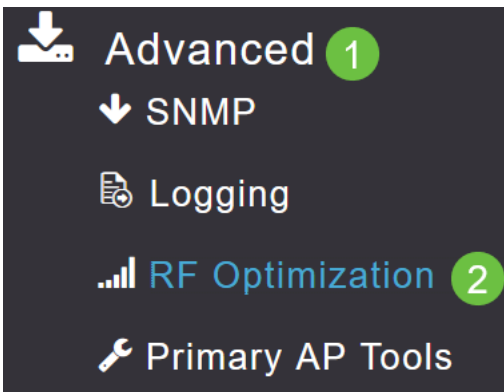 Advanced 1
SNMP
Logging
RF Optimization 2
Primary AP Tools